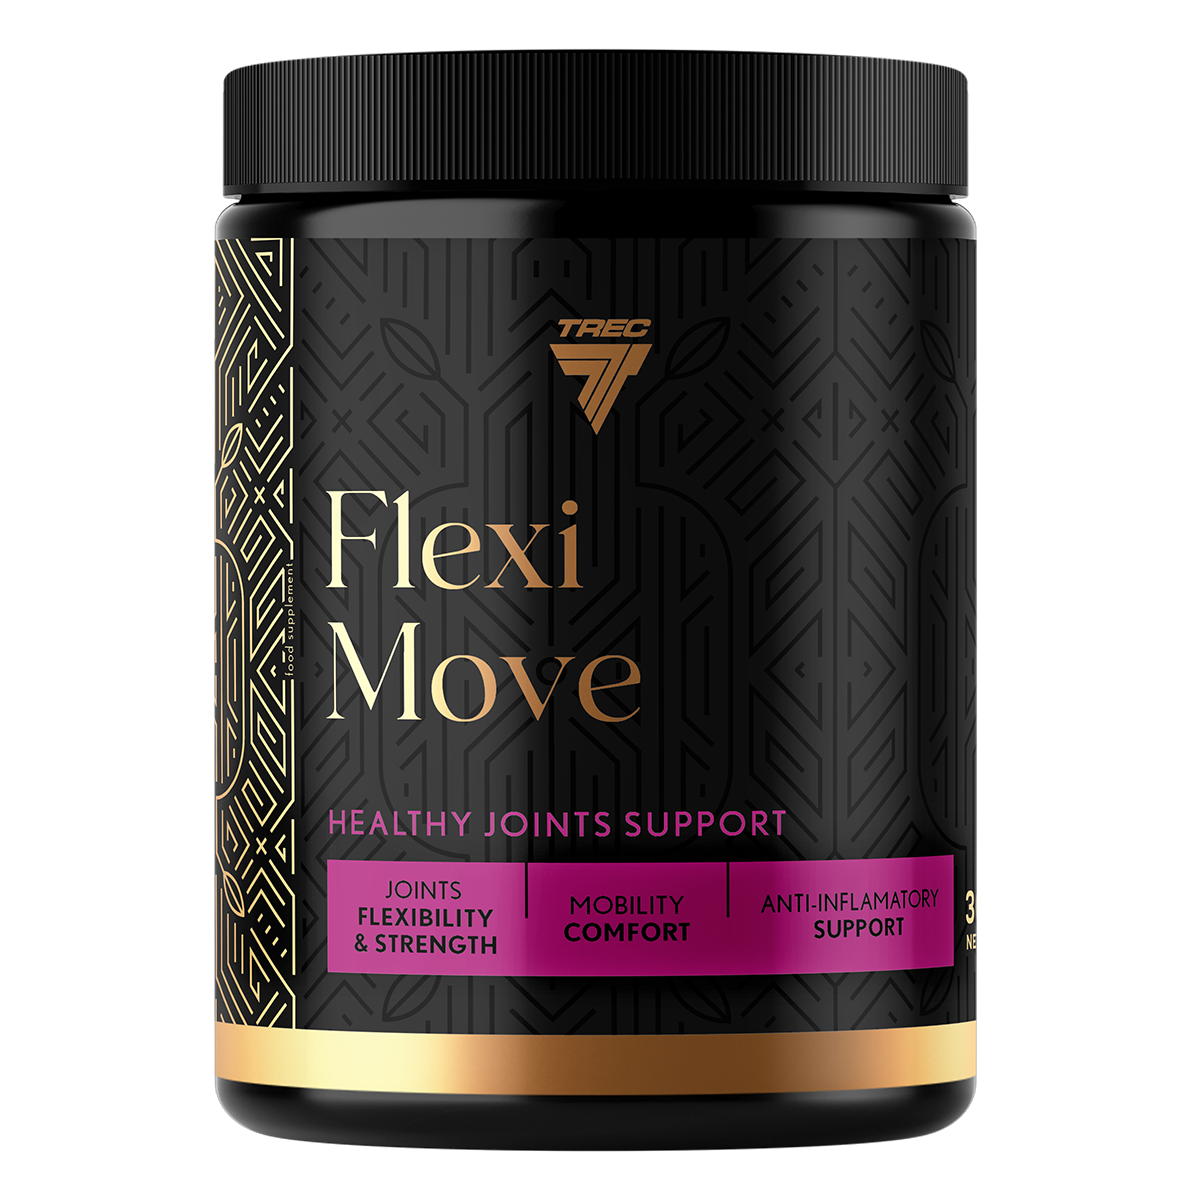 TREC
Flexi
Move
food supplement
HEALTHY JOINTS SUPPORT
JOINTS
FLEXIBILITY
& STRENGTH
MOBILITY
COMFORT
ANTI-INFLAMATORY
SUPPORT